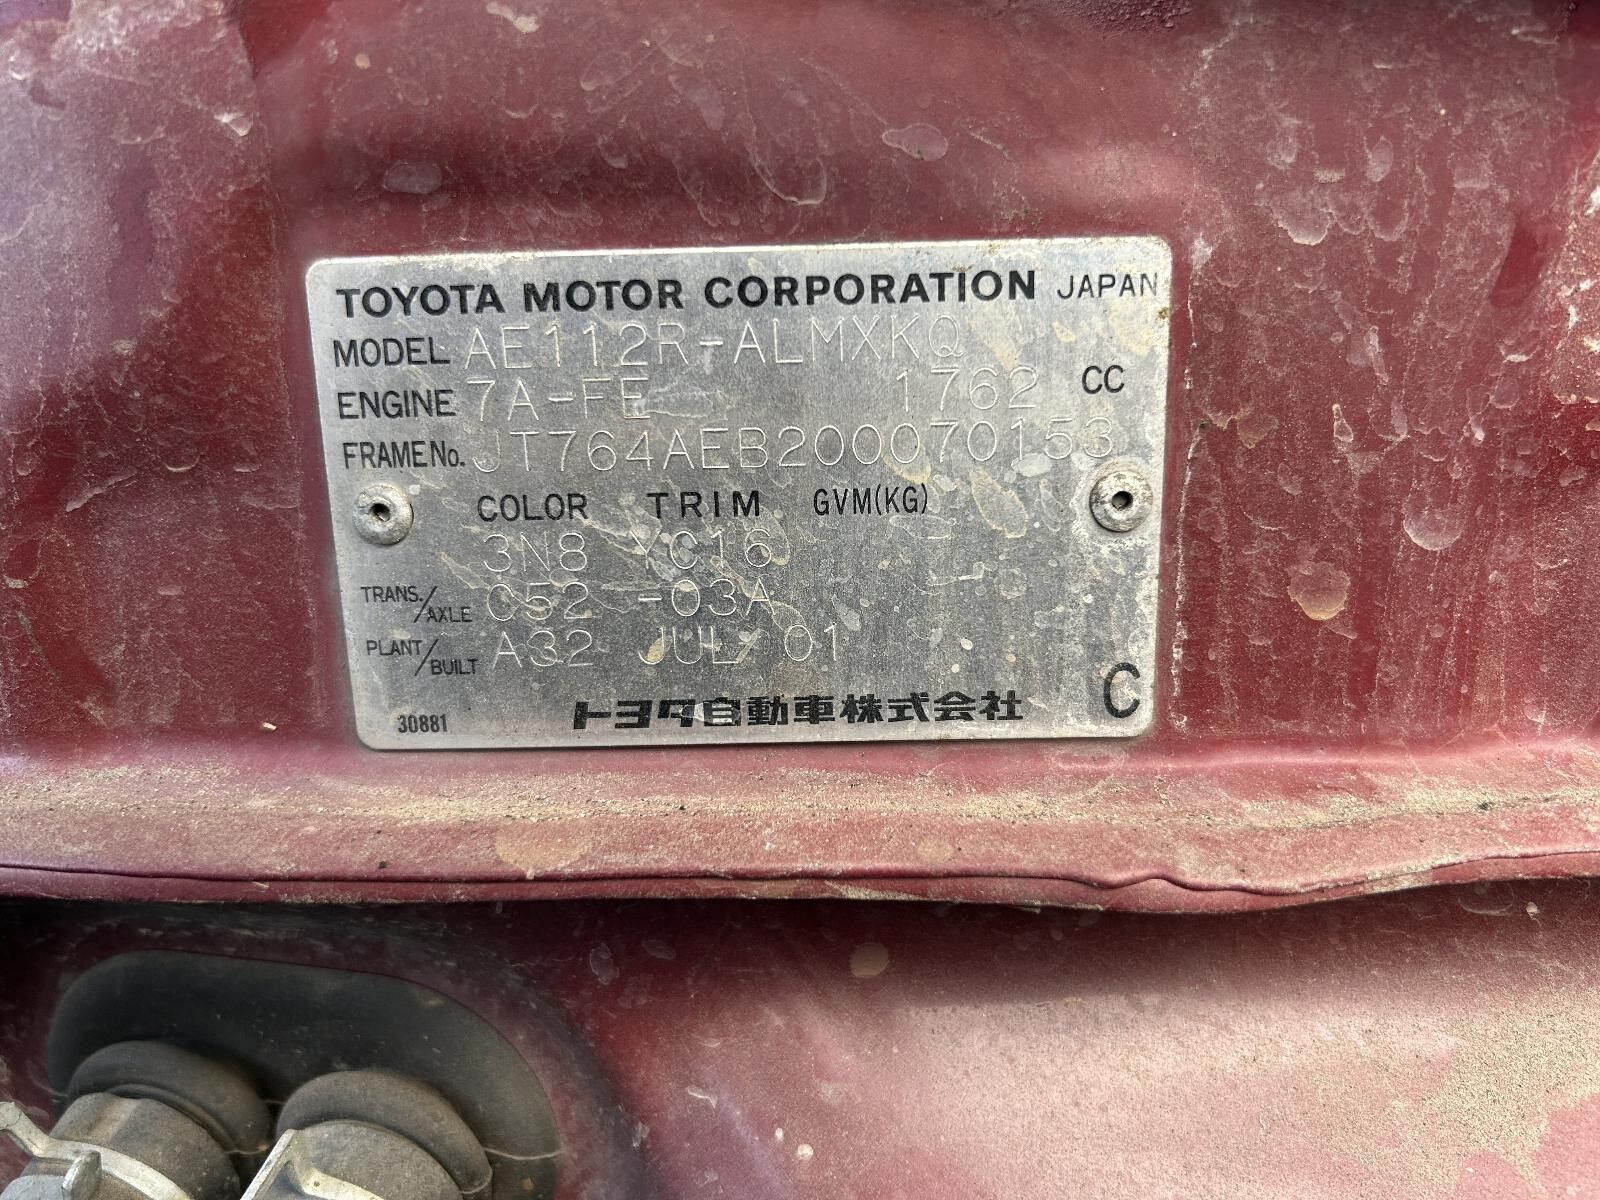 TOYOTA MOTOR CORPORATION JAPAN
MODEL AE112R-ALMXKQ
ENGINE 7A-FE 1762 CC
FRAME No. JT764AEB200070153
COLOR TRIM GVM(KG)
3N8 YC16
TRANS./AXLE C52 -03A
PLANT/BUILT A32 JUL/01
30881 トヨタ自動車株式会社 C